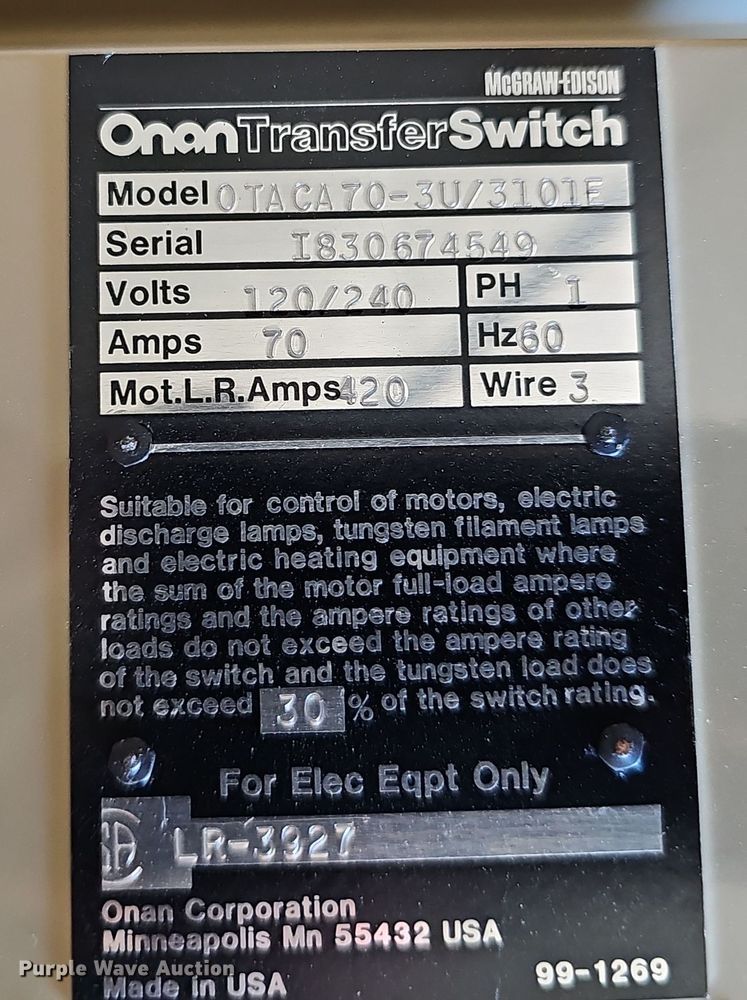 McGRAW-EDISON
Onan Transfer Switch
Model OTACA70-3U/3101E
Serial I830674549
Volts 120/240 PH 1
Amps 70 Hz 60
Mot.L.R.Amps 420 Wire 3
Suitable for control of motors, electric
discharge lamps, tungsten filament lamps
and electric heating equipment where
the sum of the motor full-load ampere
ratings and the ampere ratings of other
loads do not exceed the ampere rating
of the switch and the tungsten load does
not exceed 30 % of the switch rating.
For Elec Eqpt Only
SA LR-3927
Onan Corporation
Minneapolis Mn 55432 USA
Purple Wave Auction
Made in USA 99-1269